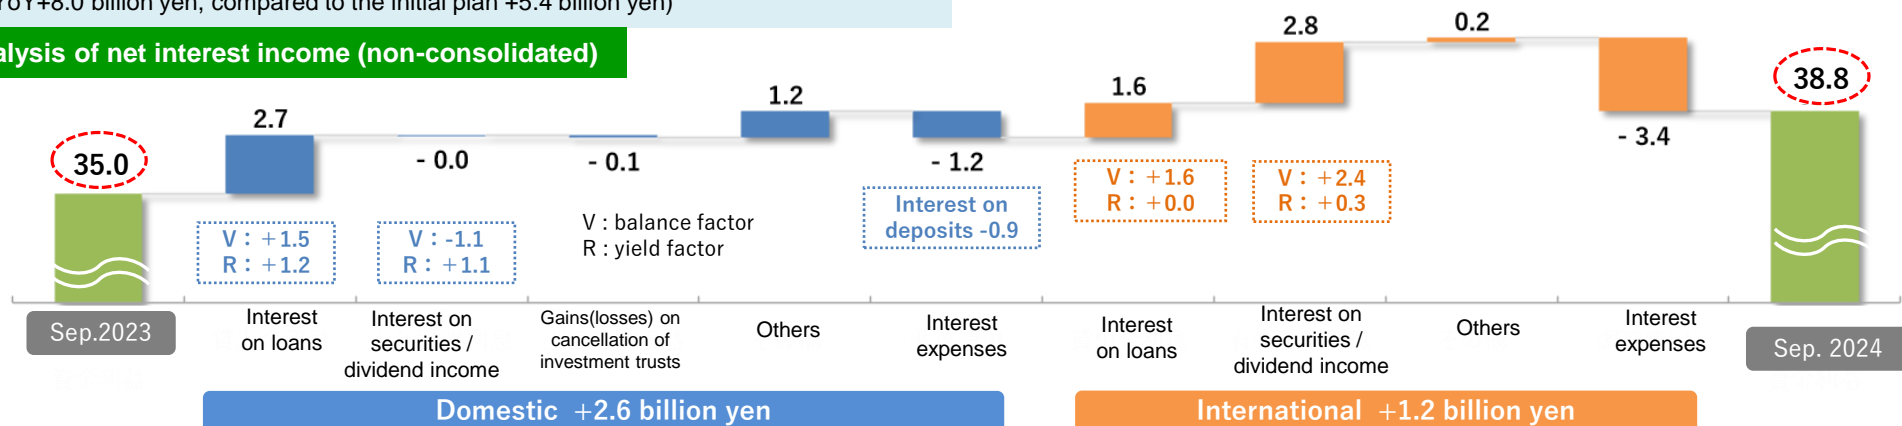 YoY+8.0 billion yen, compared to the initial plan +5.4 billion yen)
alysis of net interest income (non-consolidated)
35.0
2.7
- 0.0
- 0.1
1.2
- 1.2
1.6
2.8
0.2
- 3.4
38.8
V : +1.5
R : +1.2
V : -1.1
R : +1.1
V : balance factor
R : yield factor
Interest on
deposits -0.9
V : +1.6
R : +0.0
V : +2.4
R : +0.3
Sep.2023
Interest
on loans
Interest on
securities /
dividend income
Gains(losses) on
cancellation of
investment trusts
Others
Interest
expenses
Interest
on loans
Interest on
securities /
dividend income
Others
Interest
expenses
Sep. 2024
Domestic +2.6 billion yen
International +1.2 billion yen